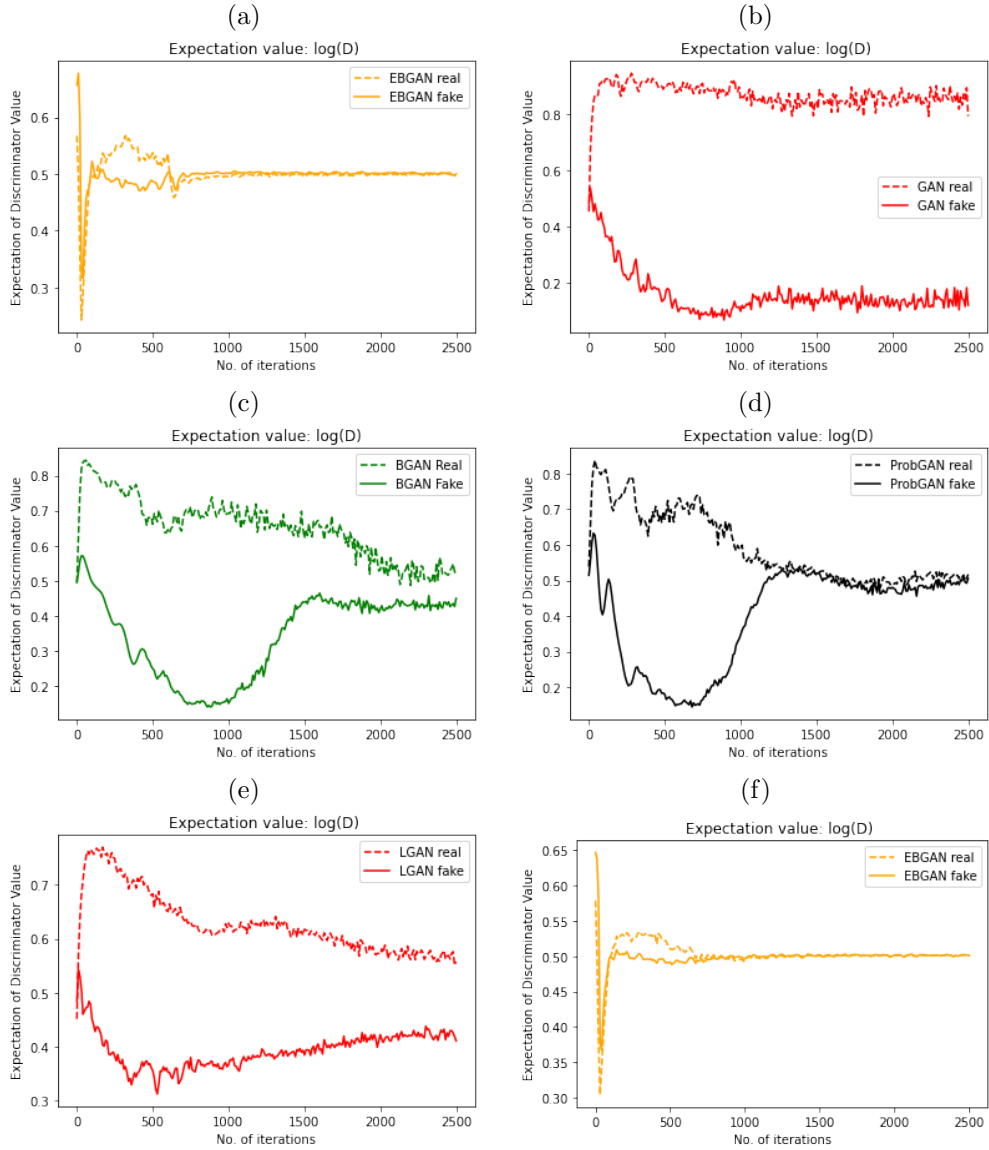 (a)
Expectation value: log(D)
Expectation of Discriminator Value
0.6
0.5
0.4
0.3
EBGAN real
EBGAN fake
0
500
1000
1500
2000
2500
No. of iterations
(b)
Expectation value: log(D)
Expectation of Discriminator Value
0.8
0.6
0.4
0.2
GAN real
GAN fake
0
500
1000
1500
2000
2500
No. of iterations
(c)
Expectation value: log(D)
Expectation of Discriminator Value
0.8
0.7
0.6
0.5
0.4
0.3
0.2
BGAN Real
BGAN Fake
0
500
1000
1500
2000
2500
No. of iterations
(d)
Expectation value: log(D)
Expectation of Discriminator Value
0.8
0.7
0.6
0.5
0.4
0.3
0.2
ProbGAN real
ProbGAN fake
0
500
1000
1500
2000
2500
No. of iterations
(e)
Expectation value: log(D)
Expectation of Discriminator Value
0.7
0.6
0.5
0.4
0.3
LGAN real
LGAN fake
0
500
1000
1500
2000
2500
No. of iterations
(f)
Expectation value: log(D)
Expectation of Discriminator Value
0.65
0.60
0.55
0.50
0.45
0.40
0.35
0.30
EBGAN real
EBGAN fake
0
500
1000
1500
2000
2500
No. of iterations